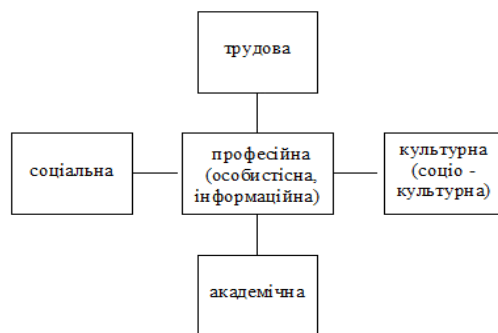 трудова
соціальна
професійна
(особистісна,
інформаційна)
культурна
(соціо -
культурна)
академічна